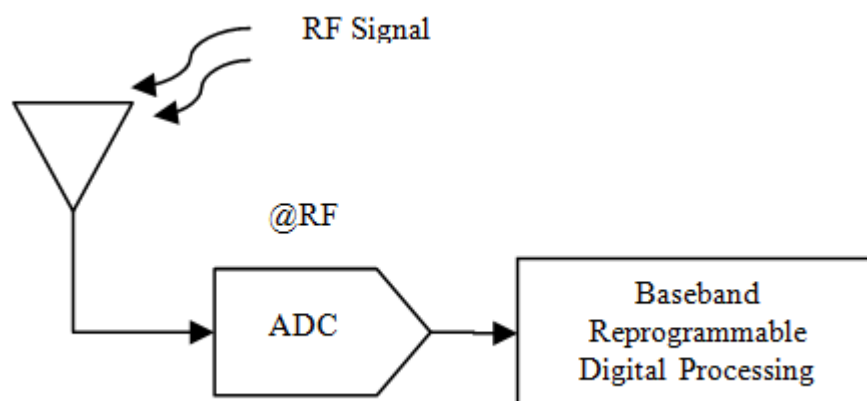 RF Signal
@RF
ADC
Baseband
Reprogrammable
Digital Processing